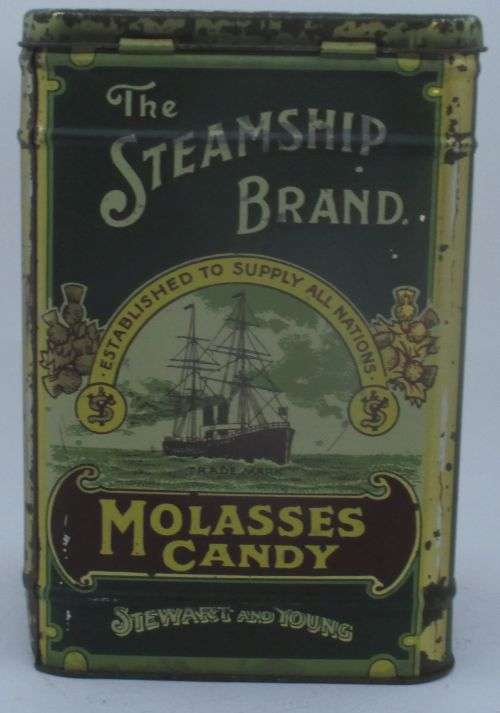 The
STEAMSHIP
BRAND.
·ESTABLISHED TO SUPPLY ALL NATIONS·
TRADE MARK
MOLASSES
CANDY
STEWART AND YOUNG